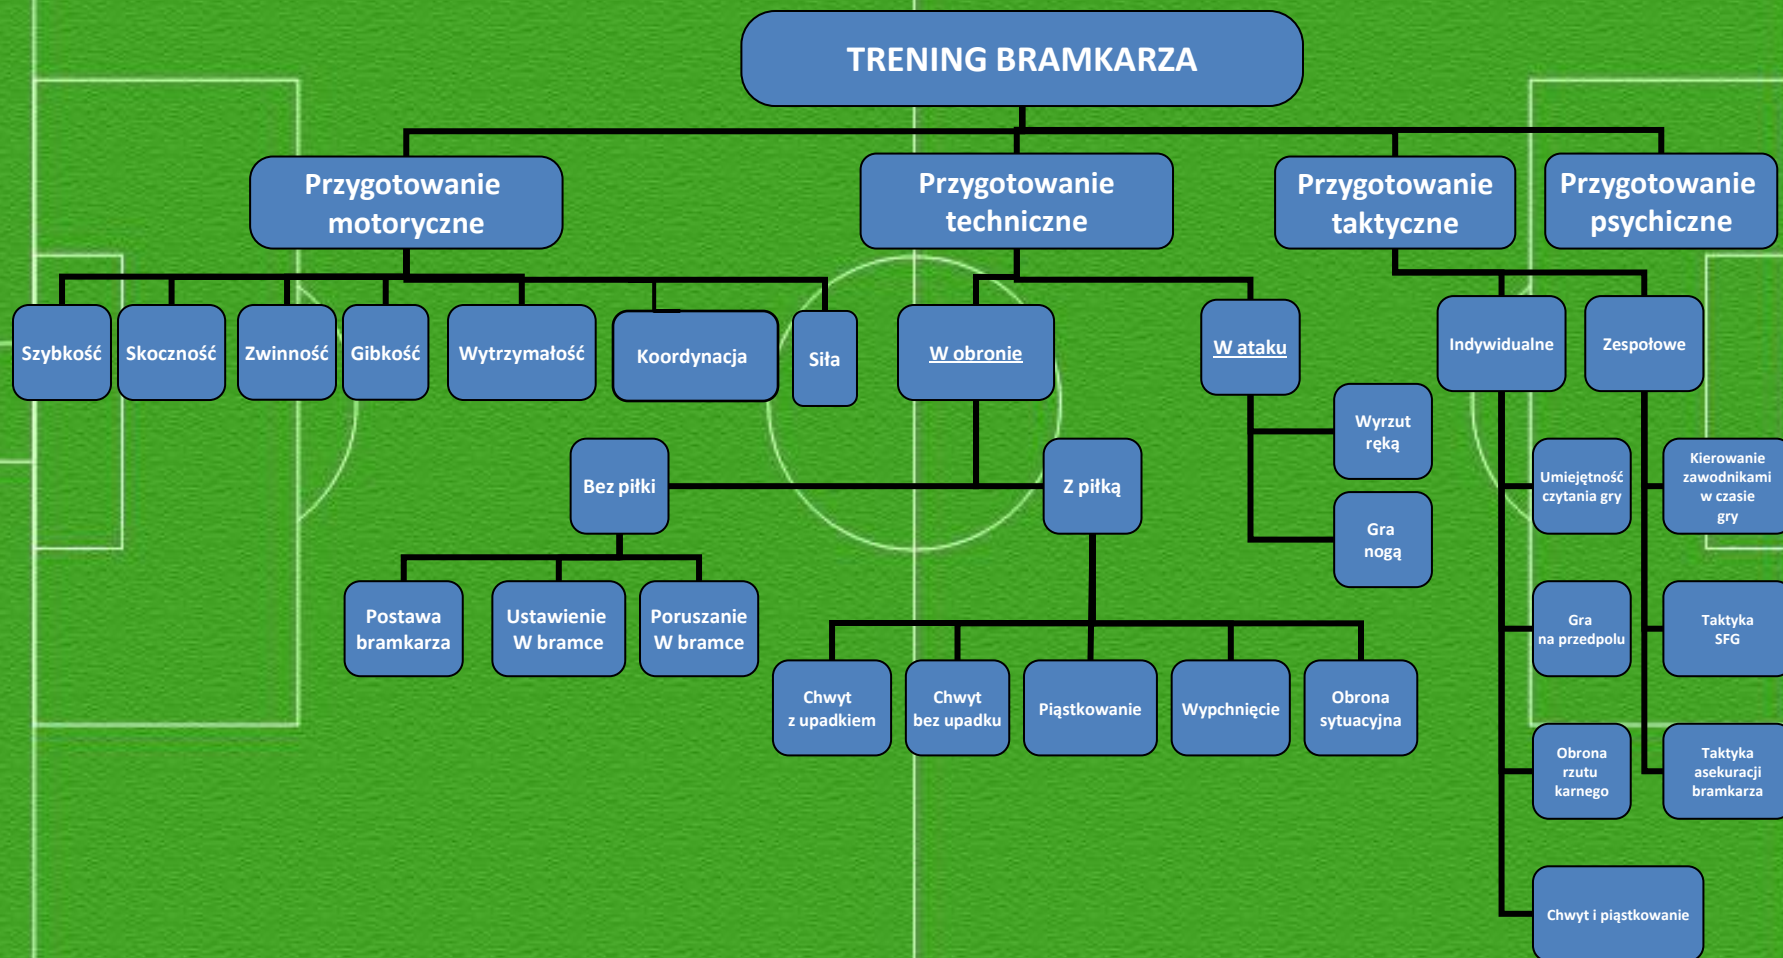 TRENING BRAMKARZA
Przygotowanie
motoryczne
Przygotowanie
techniczne
Przygotowanie
taktyczne
Przygotowanie
psychiczne
Szybkość
Skoczność
Zwinność
Gibkość
Wytrzymałość
Koordynacja
Siła
W obronie
W ataku
Indywidualne
Zespołowe
Wyrzut
ręką
Gra
nogą
Bez piłki
Z piłką
Umiejętność
czytania gry
Kierowanie
zawodnikami
w czasie
gry
Postawa
bramkarza
Ustawienie
W bramce
Poruszanie
W bramce
Gra
na przedpolu
Taktyka
SFG
Chwyt
z upadkiem
Chwyt
bez upadku
Piąstkowanie
Wypchnięcie
Obrona
sytuacyjna
Obrona
rzutu
karnego
Taktyka
asekuracji
bramkarza
Chwyt i piąstkowanie